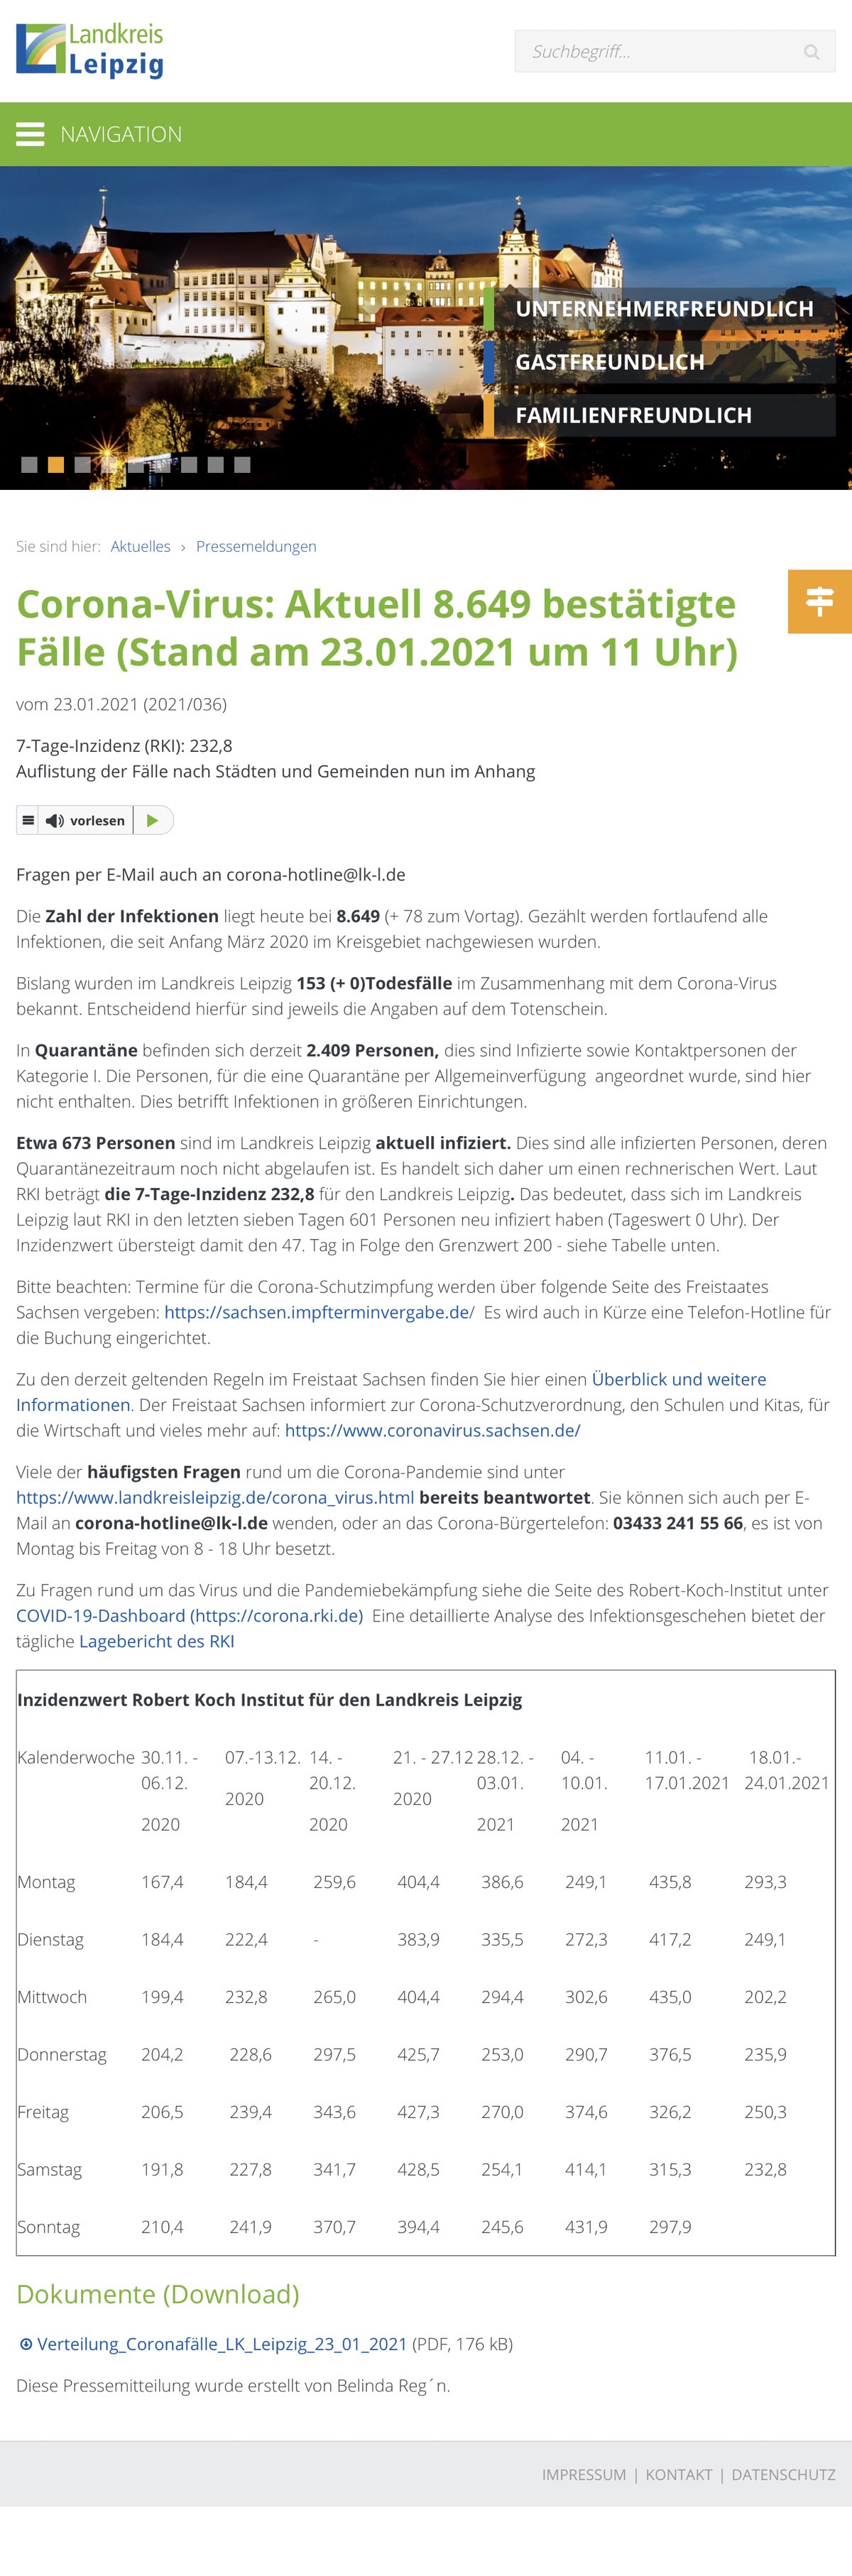 Landkreis
Leipzig
Suchbegriff...
NAVIGATION
UNTERNEHMERFREUNDLICH
GASTFREUNDLICH
FAMILIENFREUNDLICH
Sie sind hier: Aktuelles › Pressemeldungen
Corona-Virus: Aktuell 8.649 bestätigte
Fälle (Stand am 23.01.2021 um 11 Uhr)
vom 23.01.2021 (2021/036)
7-Tage-Inzidenz (RKI): 232,8
Auflistung der Fälle nach Städten und Gemeinden nun im Anhang
vorlesen
Fragen per E-Mail auch an corona-hotline@lk-l.de
Die Zahl der Infektionen liegt heute bei 8.649 (+ 78 zum Vortag). Gezählt werden fortlaufend alle
Infektionen, die seit Anfang März 2020 im Kreisgebiet nachgewiesen wurden.
Bislang wurden im Landkreis Leipzig 153 (+ 0)Todesfälle im Zusammenhang mit dem Corona-Virus
bekannt. Entscheidend hierfür sind jeweils die Angaben auf dem Totenschein.
In Quarantäne befinden sich derzeit 2.409 Personen, dies sind Infizierte sowie Kontaktpersonen der
Kategorie I. Die Personen, für die eine Quarantäne per Allgemeinverfügung angeordnet wurde, sind hier
nicht enthalten. Dies betrifft Infektionen in größeren Einrichtungen.
Etwa 673 Personen sind im Landkreis Leipzig aktuell infiziert. Dies sind alle infizierten Personen, deren
Quarantänezeitraum noch nicht abgelaufen ist. Es handelt sich daher um einen rechnerischen Wert. Laut
RKI beträgt die 7-Tage-Inzidenz 232,8 für den Landkreis Leipzig. Das bedeutet, dass sich im Landkreis
Leipzig laut RKI in den letzten sieben Tagen 601 Personen neu infiziert haben (Tageswert 0 Uhr). Der
Inzidenzwert übersteigt damit den 47. Tag in Folge den Grenzwert 200 - siehe Tabelle unten.
Bitte beachten: Termine für die Corona-Schutzimpfung werden über folgende Seite des Freistaates
Sachsen vergeben: https://sachsen.impfterminvergabe.de/ Es wird auch in Kürze eine Telefon-Hotline für
die Buchung eingerichtet.
Zu den derzeit geltenden Regeln im Freistaat Sachsen finden Sie hier einen Überblick und weitere
Informationen. Der Freistaat Sachsen informiert zur Corona-Schutzverordnung, den Schulen und Kitas, für
die Wirtschaft und vieles mehr auf: https://www.coronavirus.sachsen.de/
Viele der häufigsten Fragen rund um die Corona-Pandemie sind unter
https://www.landkreisleipzig.de/corona_virus.html bereits beantwortet. Sie können sich auch per E-
Mail an corona-hotline@lk-l.de wenden, oder an das Corona-Bürgertelefon: 03433 241 55 66, es ist von
Montag bis Freitag von 8 - 18 Uhr besetzt.
Zu Fragen rund um das Virus und die Pandemiebekämpfung siehe die Seite des Robert-Koch-Institut unter
COVID-19-Dashboard (https://corona.rki.de) Eine detaillierte Analyse des Infektionsgeschehen bietet der
tägliche Lagebericht des RKI
Inzidenzwert Robert Koch Institut für den Landkreis Leipzig
Kalenderwoche 30.11. - 07.-13.12. 14. - 21. - 27.12 28.12. - 04. - 11.01. - 18.01.-
06.12. 20.12. 03.01. 10.01. 17.01.2021 24.01.2021
2020 2020
2020 2020 2021 2021
Montag 167,4 184,4 259,6 404,4 386,6 249,1 435,8 293,3
Dienstag 184,4 222,4 - 383,9 335,5 272,3 417,2 249,1
Mittwoch 199,4 232,8 265,0 404,4 294,4 302,6 435,0 202,2
Donnerstag 204,2 228,6 297,5 425,7 253,0 290,7 376,5 235,9
Freitag 206,5 239,4 343,6 427,3 270,0 374,6 326,2 250,3
Samstag 191,8 227,8 341,7 428,5 254,1 414,1 315,3 232,8
Sonntag 210,4 241,9 370,7 394,4 245,6 431,9 297,9
Dokumente (Download)
Verteilung_Coronafälle_LK_Leipzig_23_01_2021 (PDF, 176 kB)
Diese Pressemitteilung wurde erstellt von Belinda Reg´n.
IMPRESSUM | KONTAKT | DATENSCHUTZ